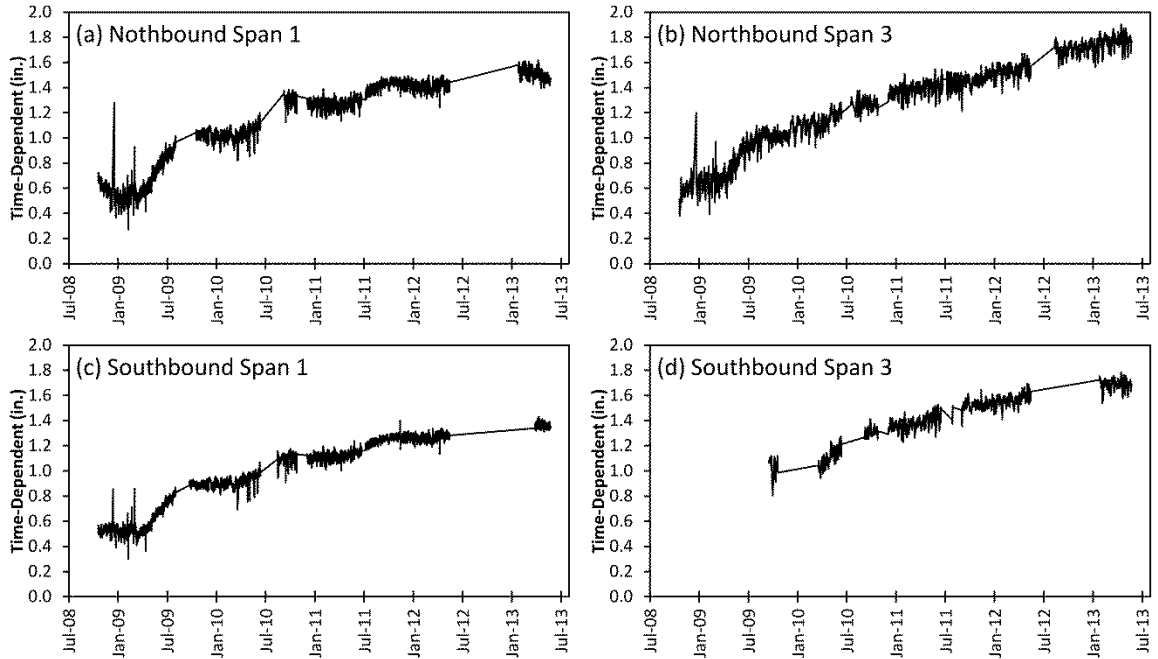 (a) Nothbound Span 1
Time-Dependent (in.)
2.0
1.8
1.6
1.4
1.2
1.0
0.8
0.6
0.4
0.2
0.0
Jul-08
Jan-09
Jul-09
Jan-10
Jul-10
Jan-11
Jul-11
Jan-12
Jul-12
Jan-13
Jul-13
(b) Northbound Span 3
Time-Dependent (in.)
2.0
1.8
1.6
1.4
1.2
1.0
0.8
0.6
0.4
0.2
0.0
Jul-08
Jan-09
Jul-09
Jan-10
Jul-10
Jan-11
Jul-11
Jan-12
Jul-12
Jan-13
Jul-13
(c) Southbound Span 1
Time-Dependent (in.)
2.0
1.8
1.6
1.4
1.2
1.0
0.8
0.6
0.4
0.2
0.0
Jul-08
Jan-09
Jul-09
Jan-10
Jul-10
Jan-11
Jul-11
Jan-12
Jul-12
Jan-13
Jul-13
(d) Southbound Span 3
Time-Dependent (in.)
2.0
1.8
1.6
1.4
1.2
1.0
0.8
0.6
0.4
0.2
0.0
Jul-08
Jan-09
Jul-09
Jan-10
Jul-10
Jan-11
Jul-11
Jan-12
Jul-12
Jan-13
Jul-13